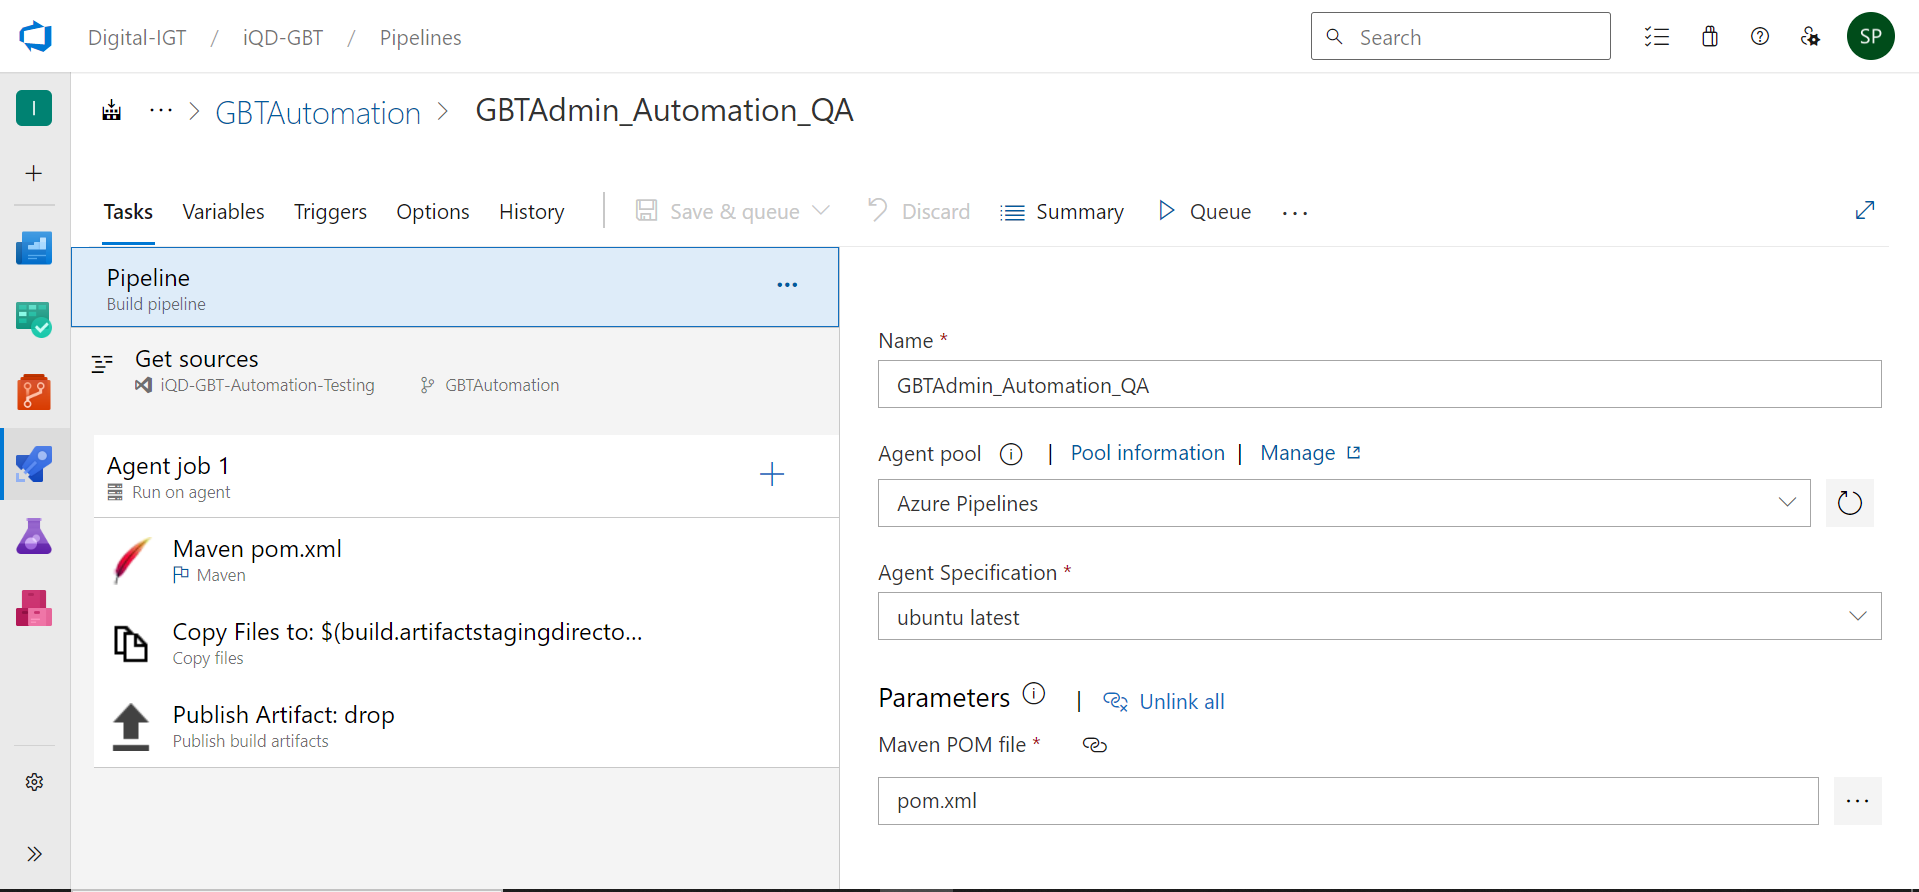 Digital-IGT / iQD-GBT / Pipelines
Search
SP
I
... > GBTAutomation > GBTAdmin_Automation_QA
Tasks Variables Triggers Options History Save & queue Discard Summary Queue ...
Pipeline
Build pipeline
...
Get sources
iQD-GBT-Automation-Testing GBTAutomation
Agent job 1
Run on agent
Maven pom.xml
Maven
Copy Files to: $(build.artifactstagingdirecto...
Copy files
Publish Artifact: drop
Publish build artifacts
Name *
GBTAdmin_Automation_QA
Agent pool | Pool information | Manage
Azure Pipelines
Agent Specification *
ubuntu latest
Parameters | Unlink all
Maven POM file *
pom.xml
...